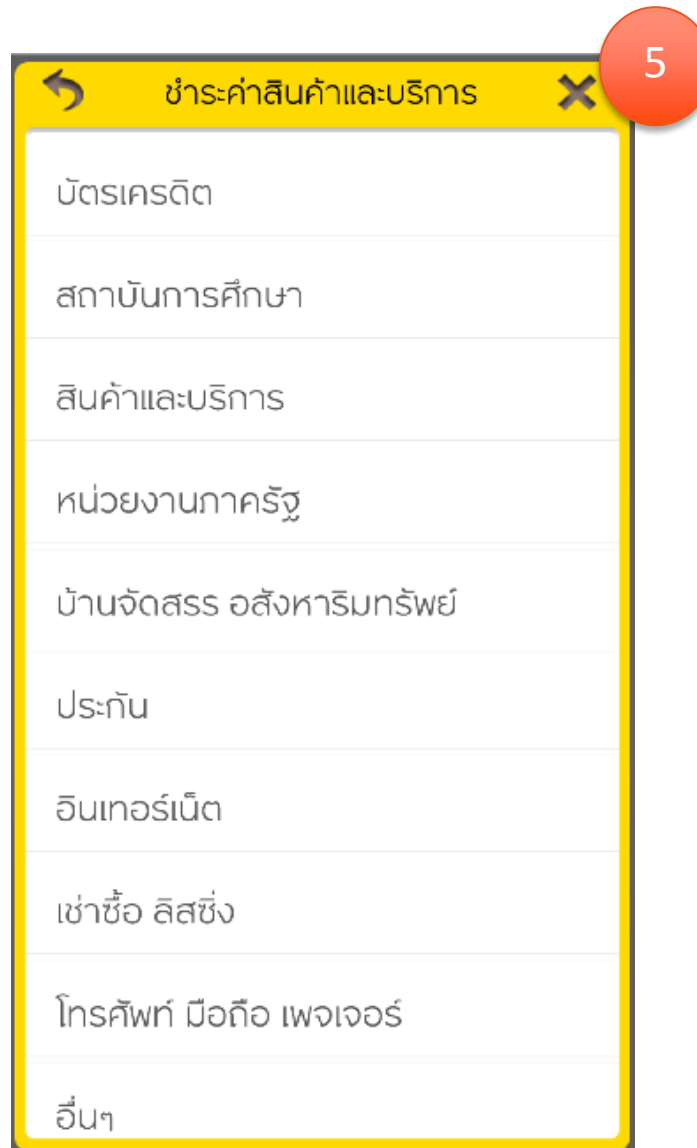 5
ชำระค่าสินค้าและบริการ
บัตรเครดิต
สถาบันการศึกษา
สินค้าและบริการ
หน่วยงานภาครัฐ
บ้านจัดสรร อสังหาริมทรัพย์
ประกัน
อินเทอร์เน็ต
เช่าซื้อ ลิสซิ่ง
โทรศัพท์ มือถือ เพจเจอร์
อื่นๆ